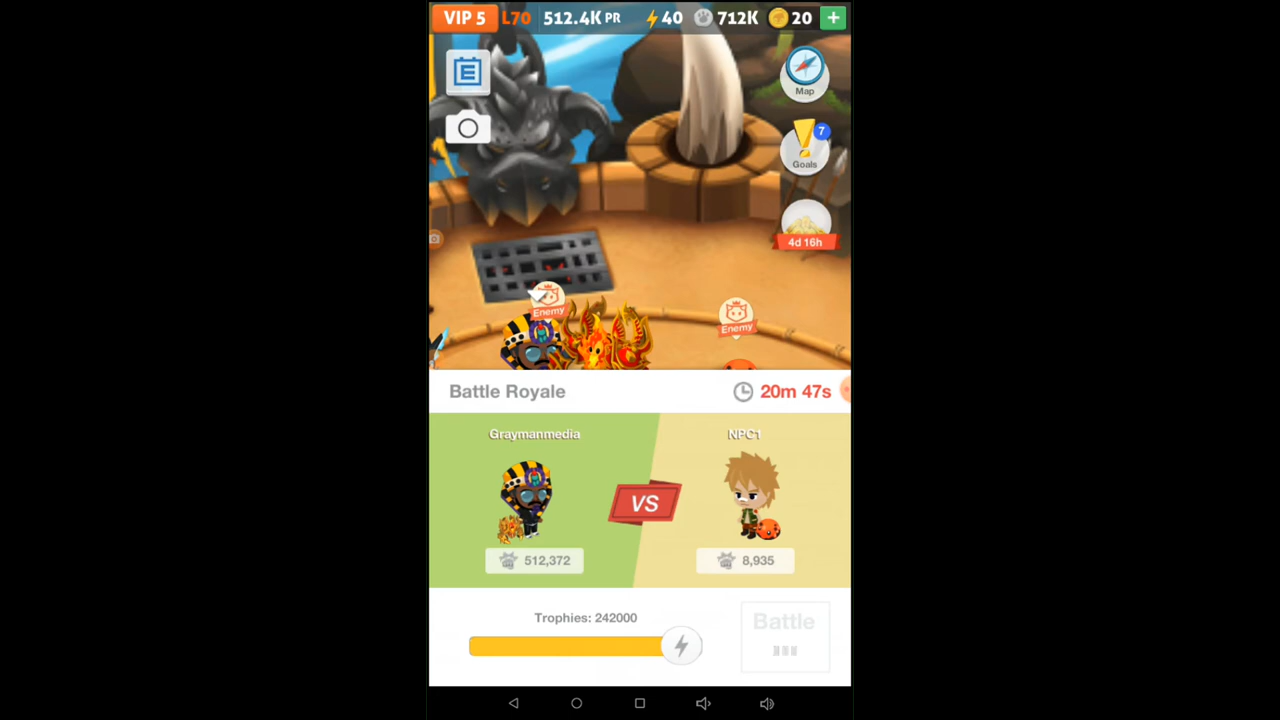 VIP 5 L70 512.4K PR 40 712K 20 +
Map
7
Goals
4d 16h
Enemy
Enemy
Battle Royale 20m 47s
Graymanmedia NPC1
VS
512,372 8,935
Trophies: 242000
Battle